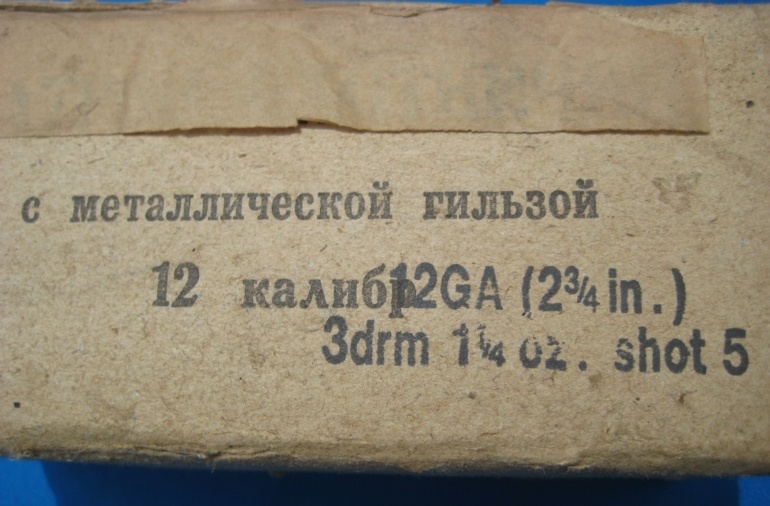 с металлической гильзой
12 калибр 12GA (2¾ in.)
3drm 1¼ oz. shot 5